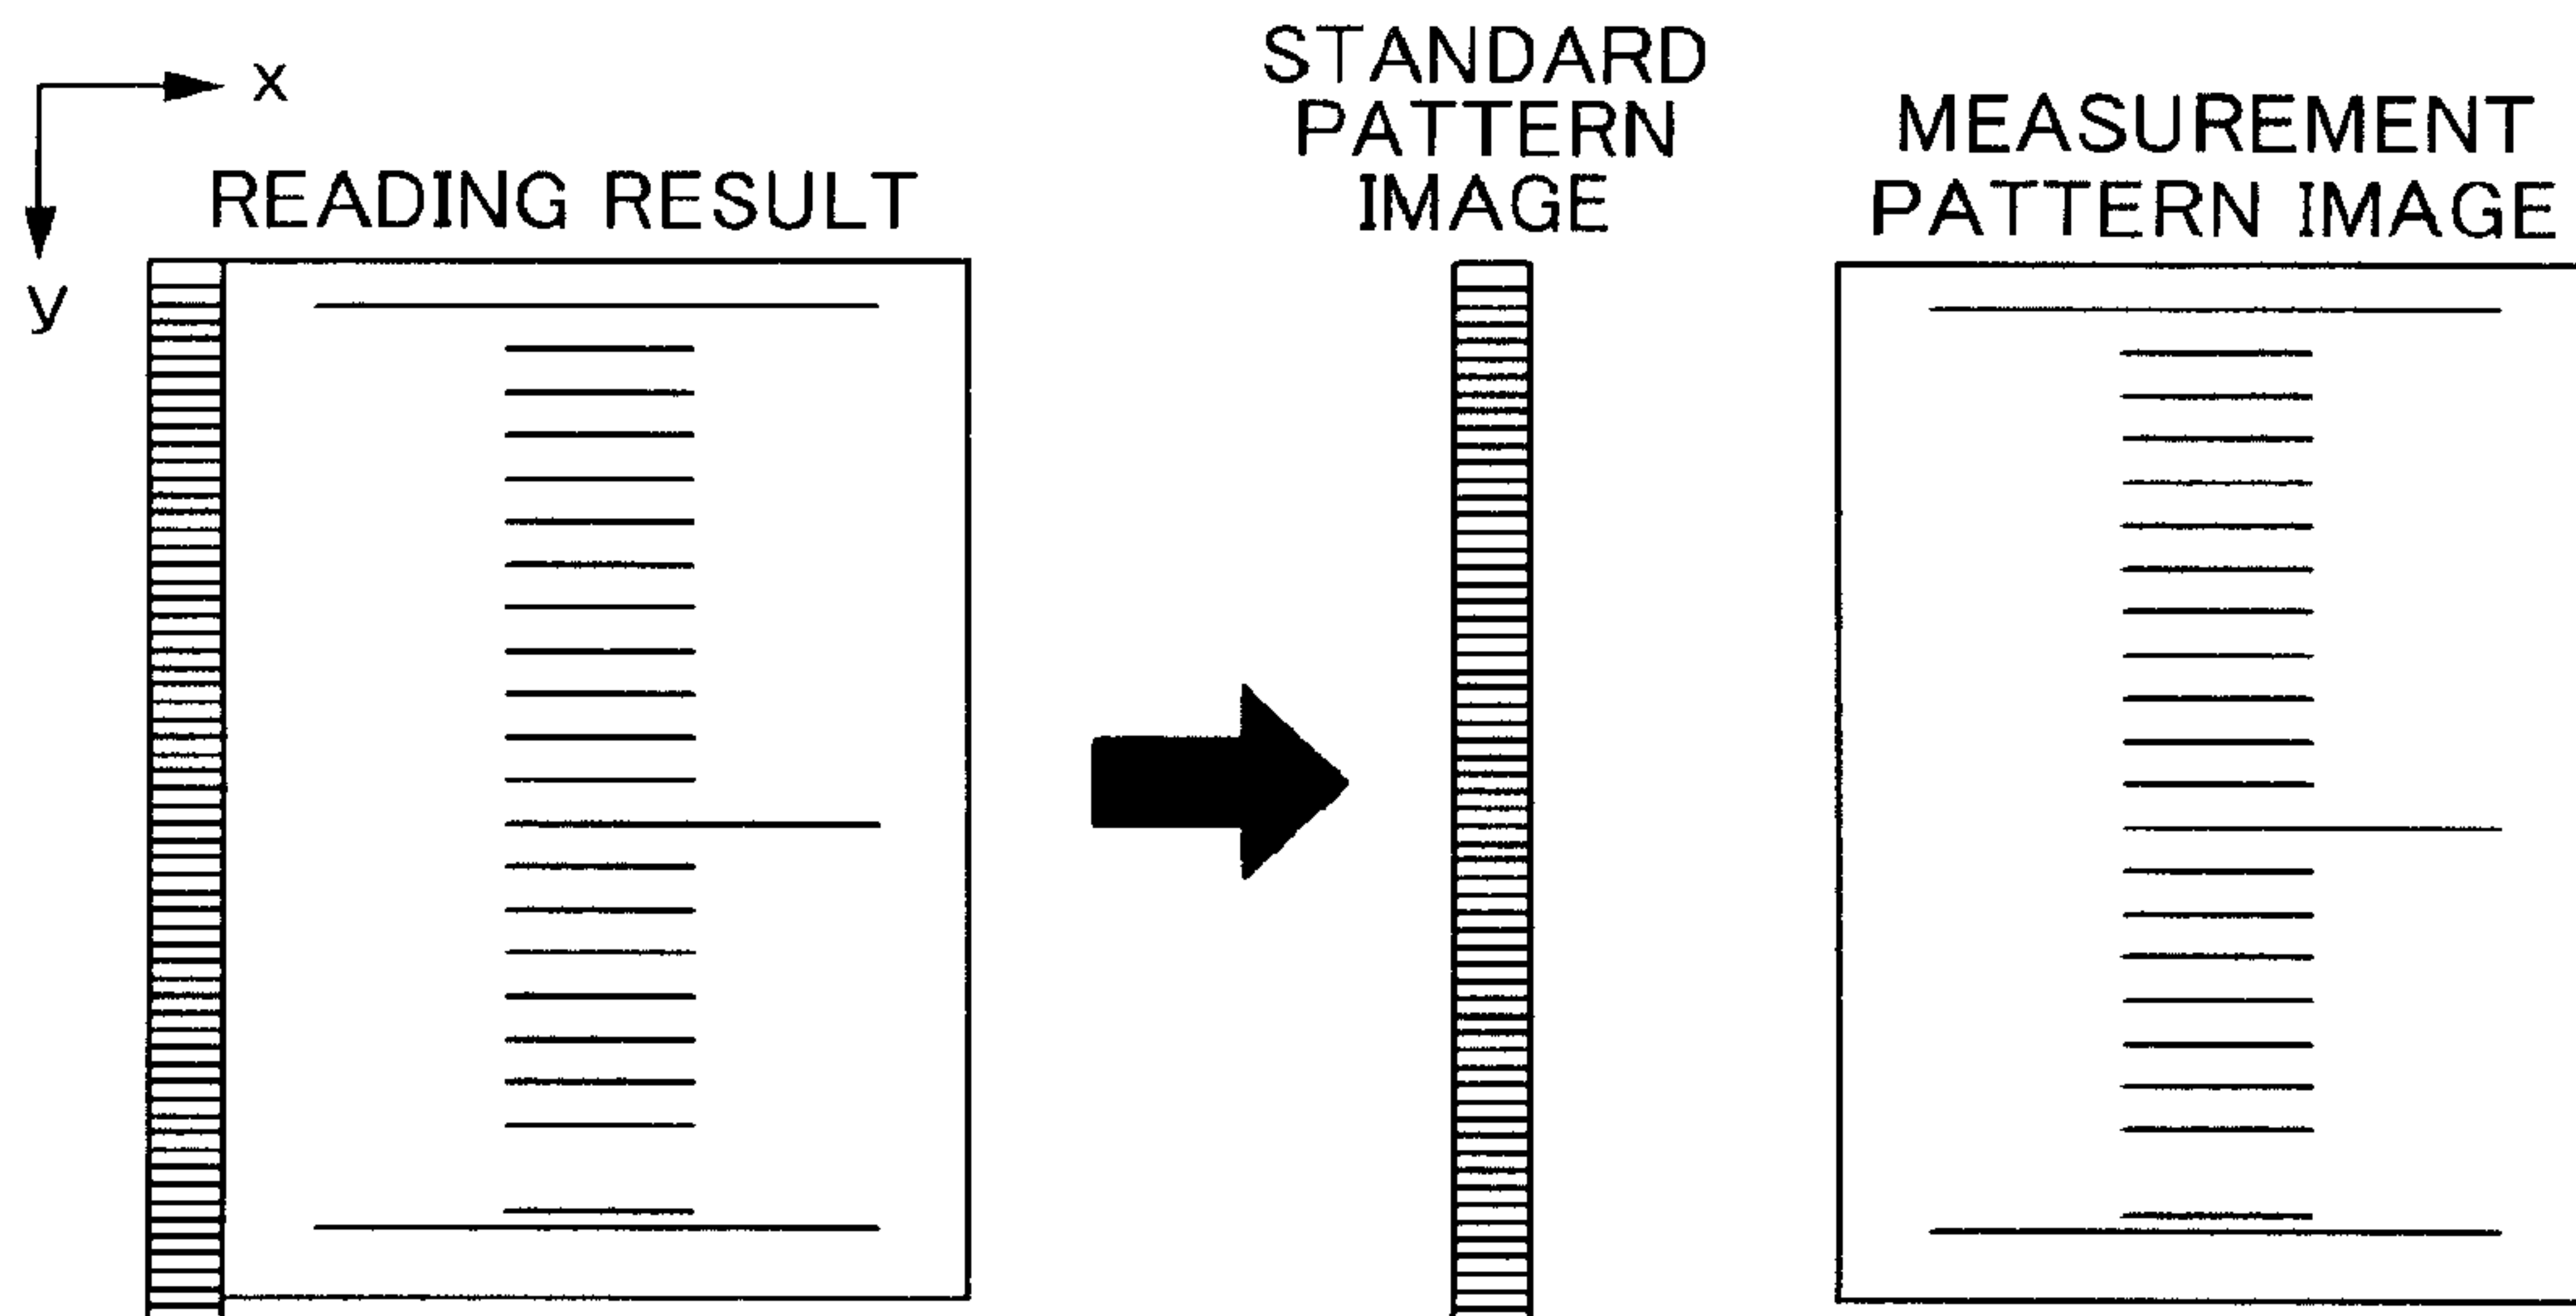 x
y
READING RESULT
STANDARD
PATTERN
IMAGE
MEASUREMENT
PATTERN IMAGE